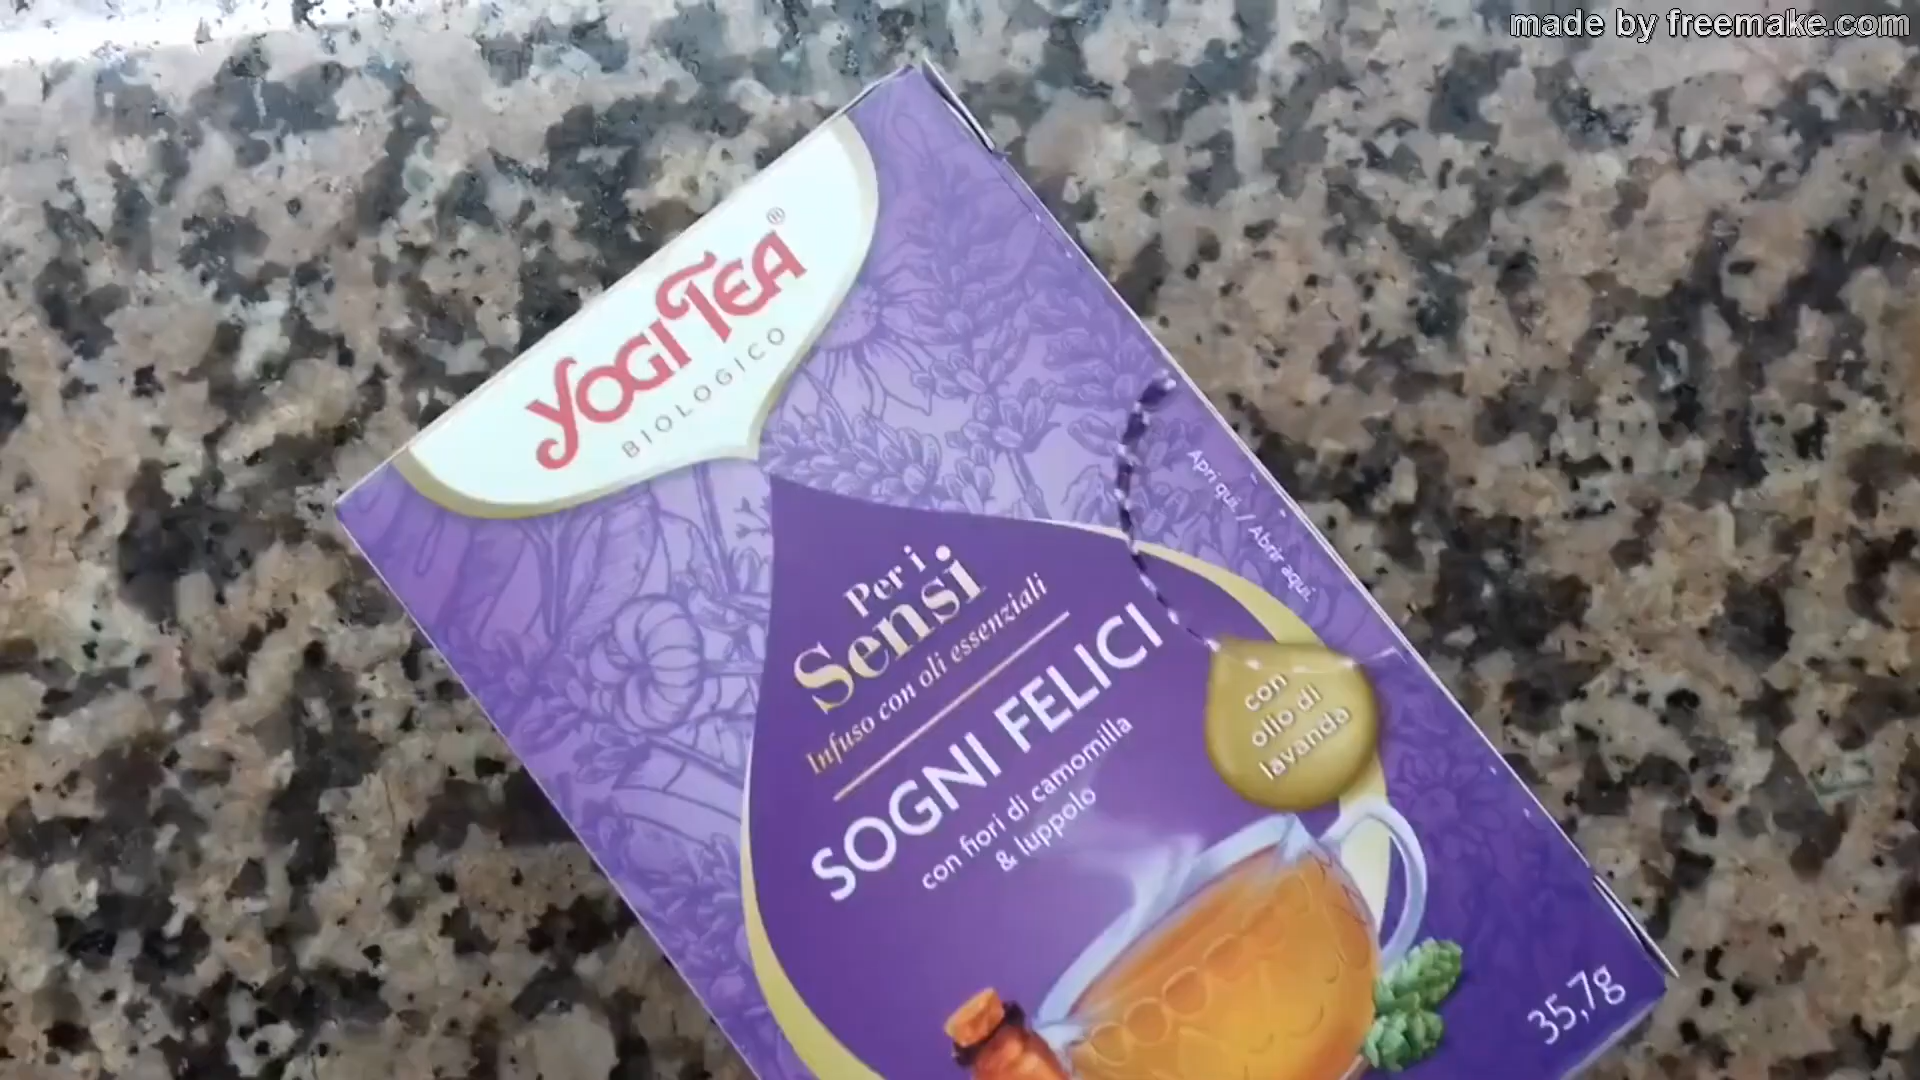 made by freemake.com
YOGI TEA®
BIOLOGICO
Apri qui. / Abrir aquí.
Per i
Sensi
Infuso con oli essenziali
SOGNI FELICI
con fiori di camomilla
& luppolo
con
olio di
lavanda
35,7g